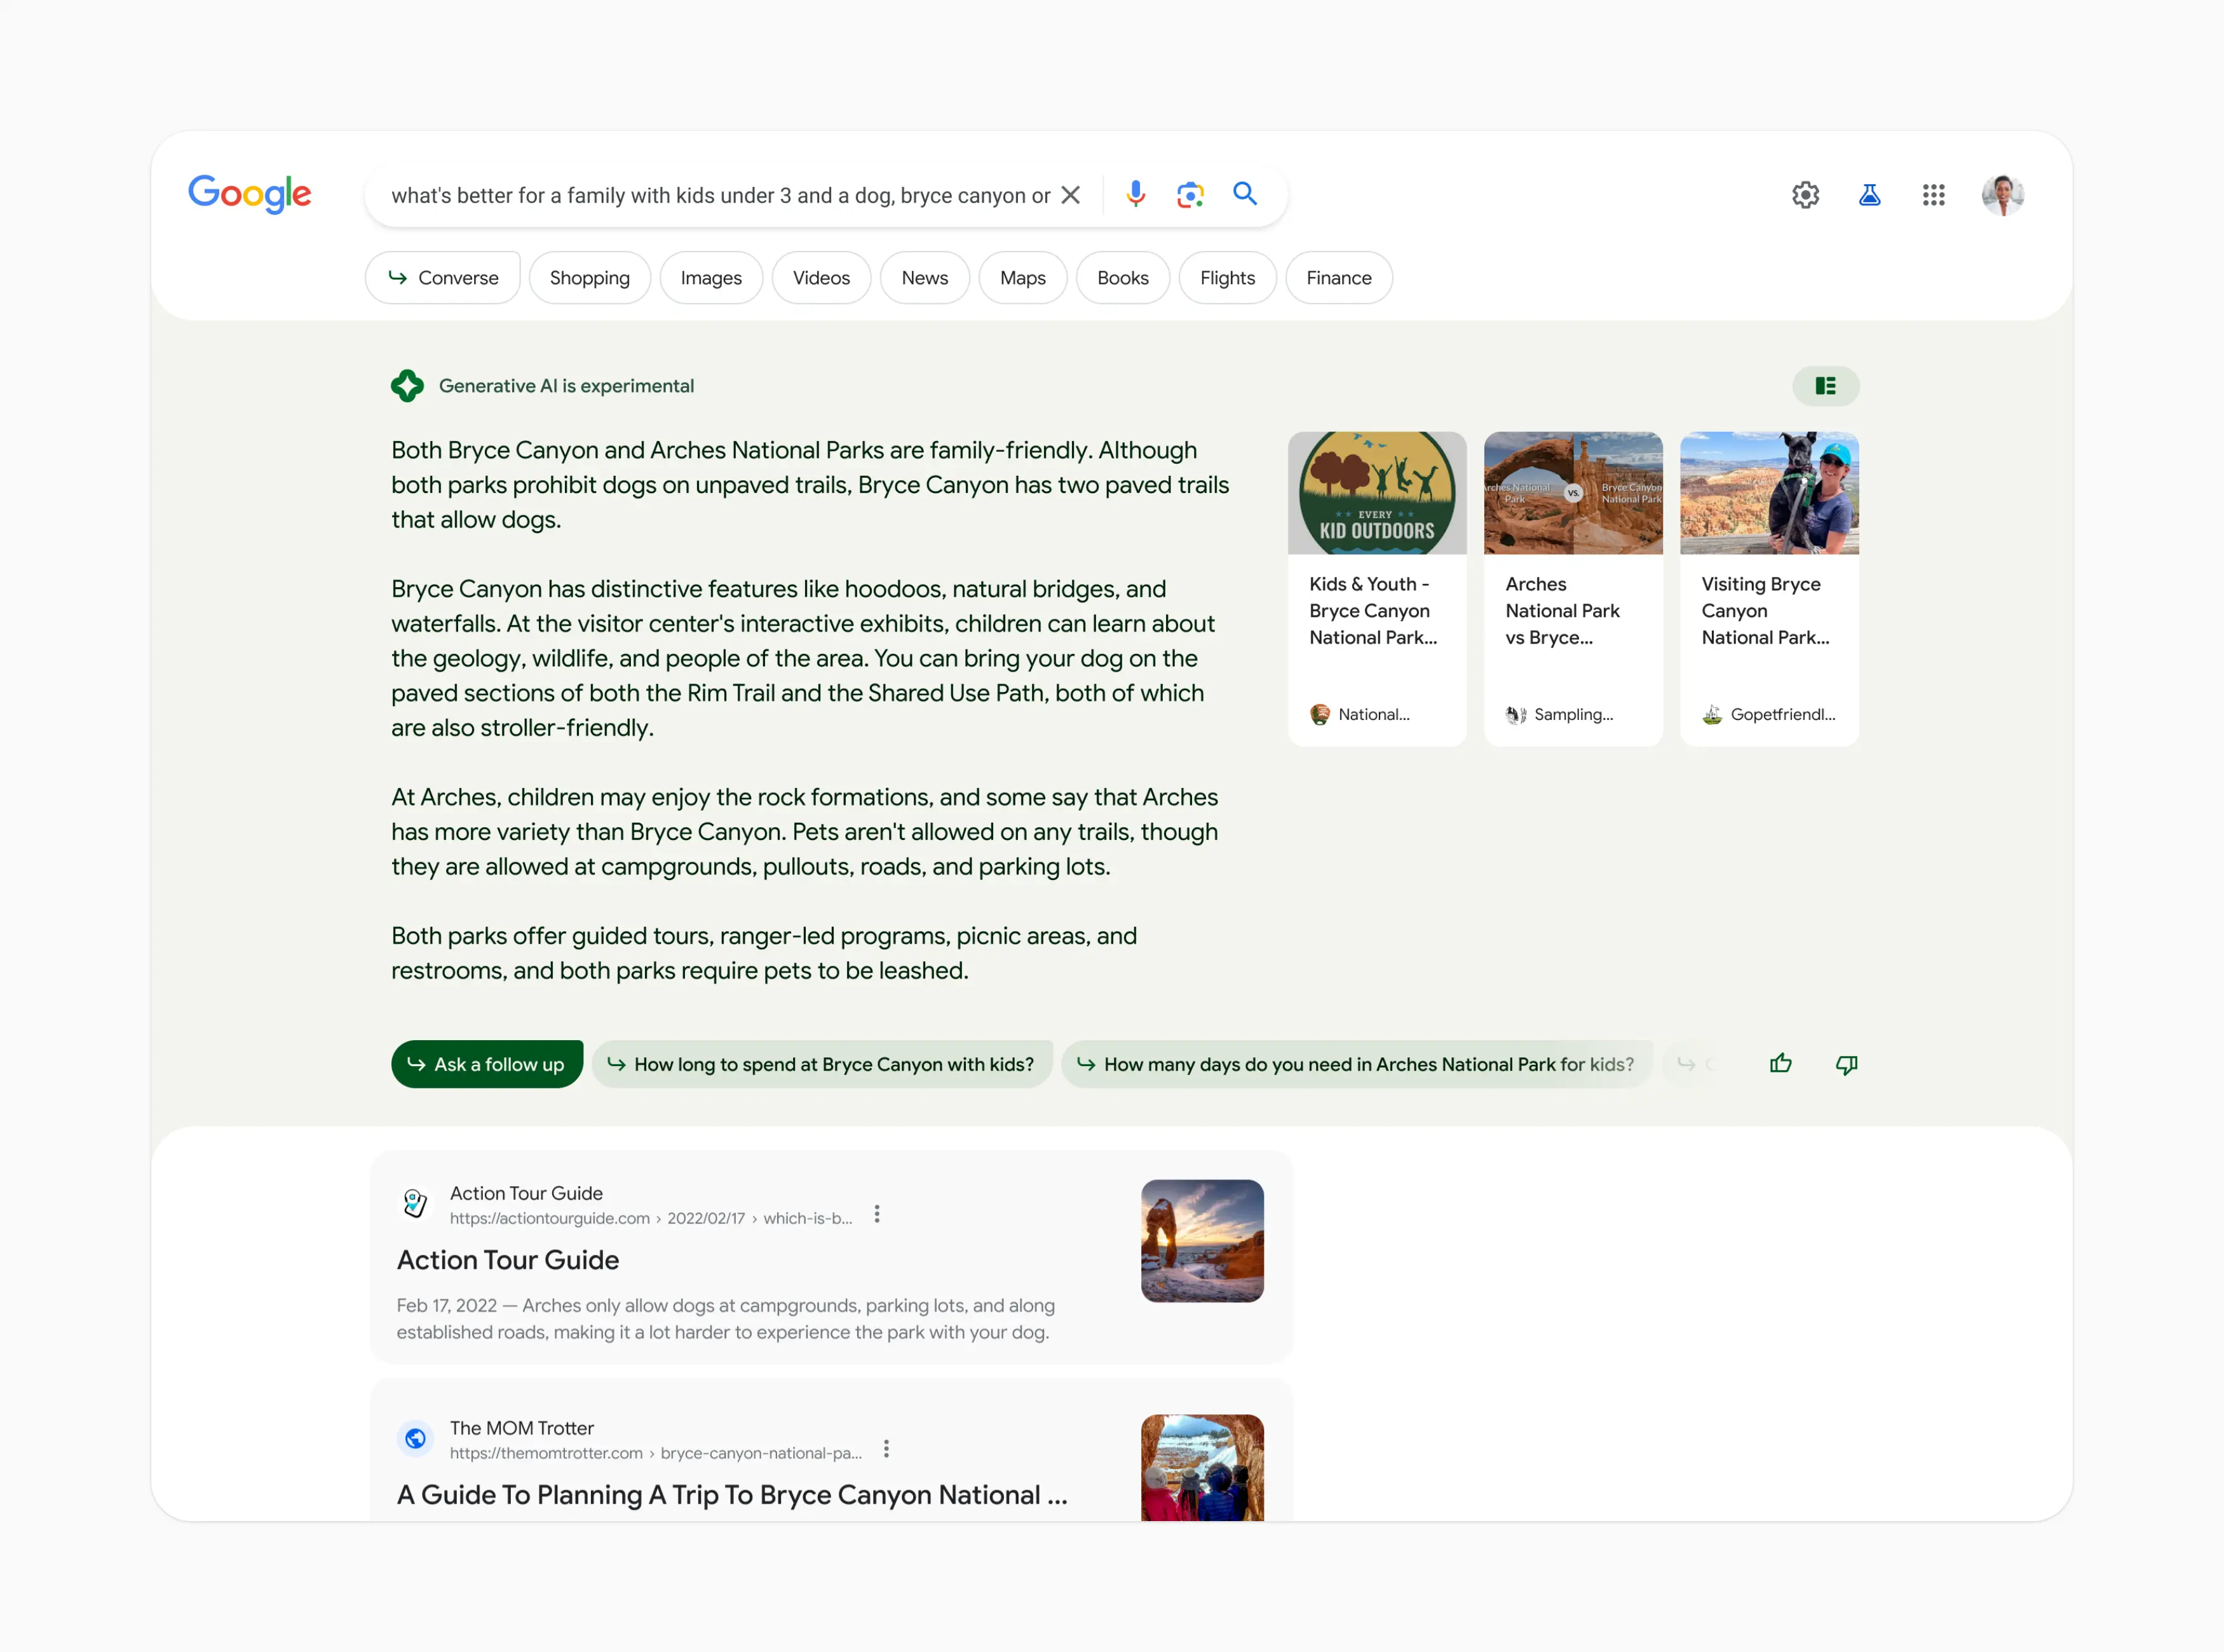 Google
what's better for a family with kids under 3 and a dog, bryce canyon or
Converse
Shopping
Images
Videos
News
Maps
Books
Flights
Finance
Generative AI is experimental
Both Bryce Canyon and Arches National Parks are family-friendly. Although
both parks prohibit dogs on unpaved trails, Bryce Canyon has two paved trails
that allow dogs.
Bryce Canyon has distinctive features like hoodoos, natural bridges, and
waterfalls. At the visitor center's interactive exhibits, children can learn about
the geology, wildlife, and people of the area. You can bring your dog on the
paved sections of both the Rim Trail and the Shared Use Path, both of which
are also stroller-friendly.
At Arches, children may enjoy the rock formations, and some say that Arches
has more variety than Bryce Canyon. Pets aren't allowed on any trails, though
they are allowed at campgrounds, pullouts, roads, and parking lots.
Both parks offer guided tours, ranger-led programs, picnic areas, and
restrooms, and both parks require pets to be leashed.
EVERY
KID OUTDOORS
Kids & Youth -
Bryce Canyon
National Park...
National...
Arches National
Park
VS.
Bryce Canyon
National Park
Arches
National Park
vs Bryce...
Sampling...
Visiting Bryce
Canyon
National Park...
Gopetfriendl...
Ask a follow up
How long to spend at Bryce Canyon with kids?
How many days do you need in Arches National Park for kids?
Action Tour Guide
https://actiontourguide.com › 2022/02/17 › which-is-b...
Action Tour Guide
Feb 17, 2022 — Arches only allow dogs at campgrounds, parking lots, and along
established roads, making it a lot harder to experience the park with your dog.
The MOM Trotter
https://themomtrotter.com › bryce-canyon-national-pa...
A Guide To Planning A Trip To Bryce Canyon National ...